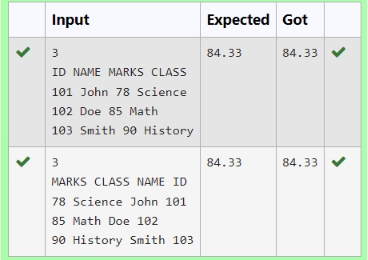 Input Expected Got
3 84.33 84.33
ID NAME MARKS CLASS
101 John 78 Science
102 Doe 85 Math
103 Smith 90 History
3 84.33 84.33
MARKS CLASS NAME ID
78 Science John 101
85 Math Doe 102
90 History Smith 103